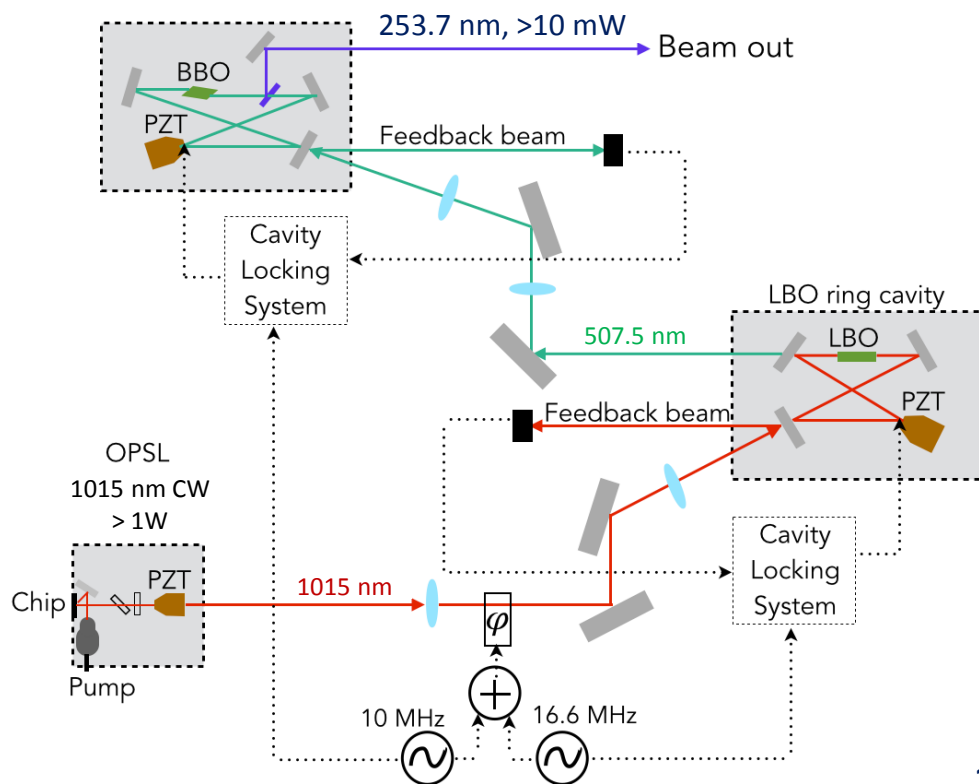 253.7 nm, >10 mW
Beam out
BBO
PZT
Feedback beam
Cavity
Locking
System
LBO ring cavity
507.5 nm
LBO
PZT
Feedback beam
OPSL
1015 nm CW
> 1W
PZT
Chip
1015 nm
Pump
φ
Cavity
Locking
System
10 MHz
16.6 MHz